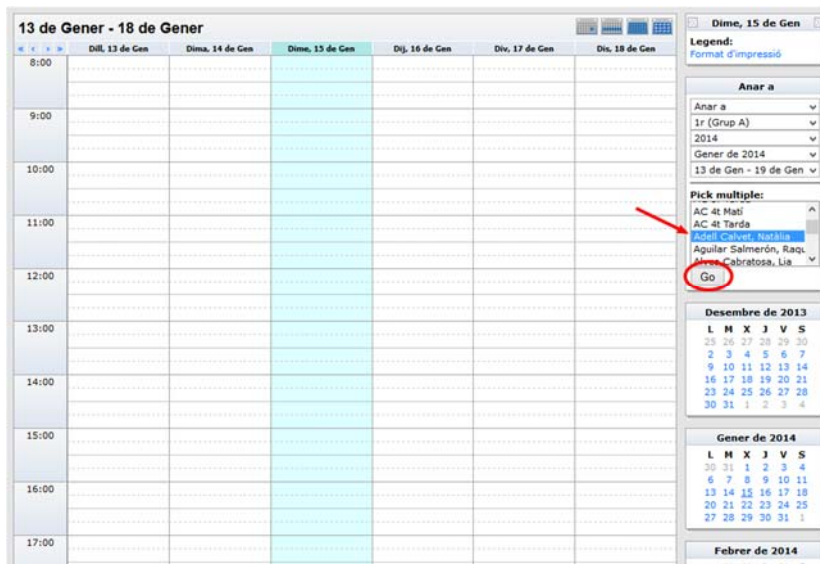 13 de Gener - 18 de Gener
« ‹ › » Dill, 13 de Gen Dima, 14 de Gen Dime, 15 de Gen Dij, 16 de Gen Div, 17 de Gen Dis, 18 de Gen
8:00
9:00
10:00
11:00
12:00
13:00
14:00
15:00
16:00
17:00
Dime, 15 de Gen
Legend:
Format d'impressió
Anar a
Anar a
1r (Grup A)
2014
Gener de 2014
13 de Gen - 19 de Gen
Pick multiple:
AC 4t Matí
AC 4t Tarda
Adell Calvet, Natàlia
Aguilar Salmerón, Raqu
Cabratosa, Lia
Go
Desembre de 2013
L M X J V S
25 26 27 28 29 30
2 3 4 5 6 7
9 10 11 12 13 14
16 17 18 19 20 21
23 24 25 26 27 28
30 31 1 2 3 4
Gener de 2014
L M X J V S
30 31 1 2 3 4
6 7 8 9 10 11
13 14 15 16 17 18
20 21 22 23 24 25
27 28 29 30 31 1
Febrer de 2014